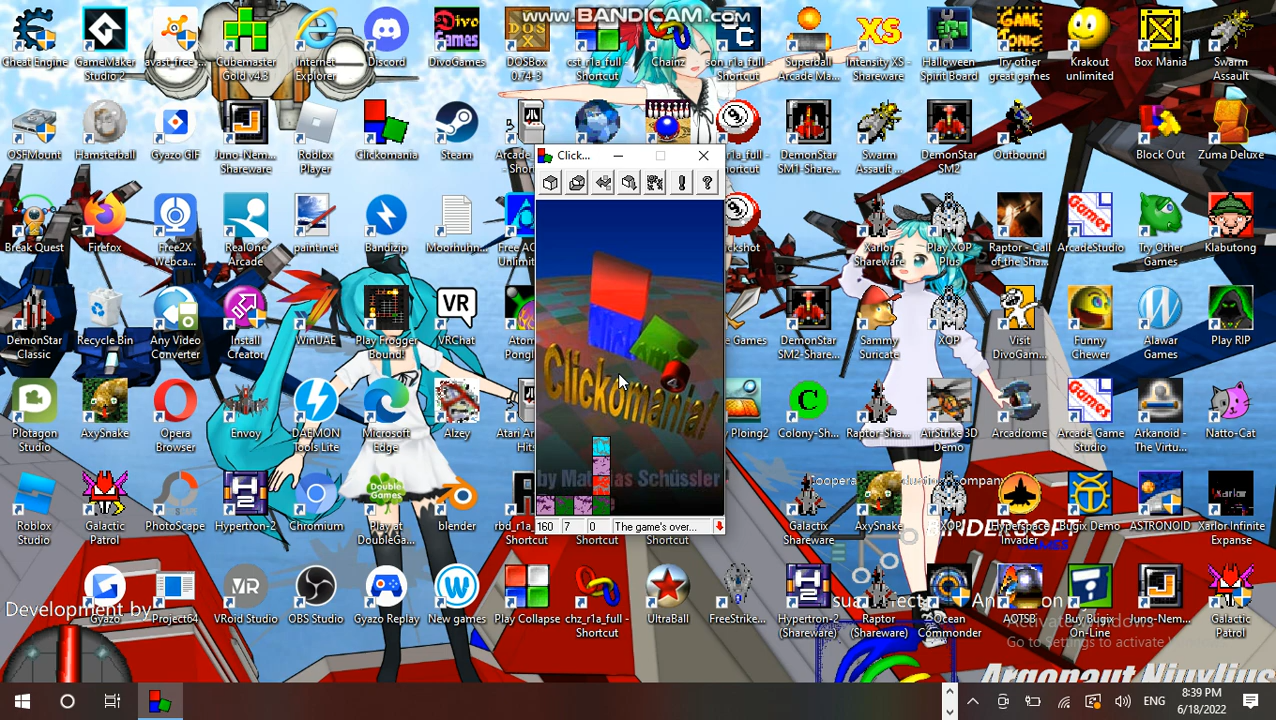 www.BANDICAM.com
Cheat Engine
GameMaker Studio 2
avast_free_...
Cubemaster Gold v4.3
Internet Explorer
Discord
DivoGames
DOSBox 0.74-3
cst_r1a_full - Shortcut
Chainz
Superball Arcade Ma...
Intensity XS - Shareware
Halloween Spirit Board
Try other great games
Krakout unlimited
Box Mania
Swarm Assault
OSFMount
Hamsterball
Gyazo GIF
Juno-Nem... Shareware
Roblox Player
Clickomania
Steam
DemonStar SM1-Share...
Swarm Assault ...
DemonStar SM2
Outbound
Block Out
Zuma Deluxe
Click...
Break Quest
Firefox
Free2X Webca...
RealOne Arcade
paint.net
Bandizip
Moorhuhn...
Xarlor Shareware
Play XOP Plus
Raptor - Call of the Sha...
ArcadeStudio
Try Other Games
Klabutong
DemonStar Classic
Recycle Bin
Any Video Converter
Install Creator
WinUAE
Play Frogger Bound!
VRChat
DemonStar SM2-Share...
Sammy Suricate
XOP
Visit DivoGam...
Funny Chewer
Alawar Games
Play RIP
Clickomania!
by Matthias Schüssler
Plotagon Studio
AxySnake
Opera Browser
Envoy
DAEMON Tools Lite
Microsoft Edge
Alzey
Colony-Sh...
Raptor-Sha...
AirStrike 3D Demo
Arcadrome
Arcade Game Studio
Arkanoid - The Virtu...
Natto-Cat
Roblox Studio
Galactic Patrol
PhotoScape
Hypertron-2
Chromium
Play at DoubleGa...
blender
rbd_r1a_full - Shortcut
160 7 0 The game's over...
Galactix Shareware
AxySnake
XOP
Hyperspace Invader
Bugix Demo
ASTRONOID
Xarlor Infinite Expanse
Gyazo
Project64
VRoid Studio
OBS Studio
Gyazo Replay
New games
Play Collapse
chz_r1a_full - Shortcut
UltraBall
FreeStrike...
Hypertron-2 (Shareware)
Raptor (Shareware)
Ocean Commander
AOTSB
Buy Bugix On-Line
Juno-Nem...
Galactic Patrol
Development by
Activate Windows
Go to Settings to activate Windows.
ENG
8:39 PM
6/18/2022